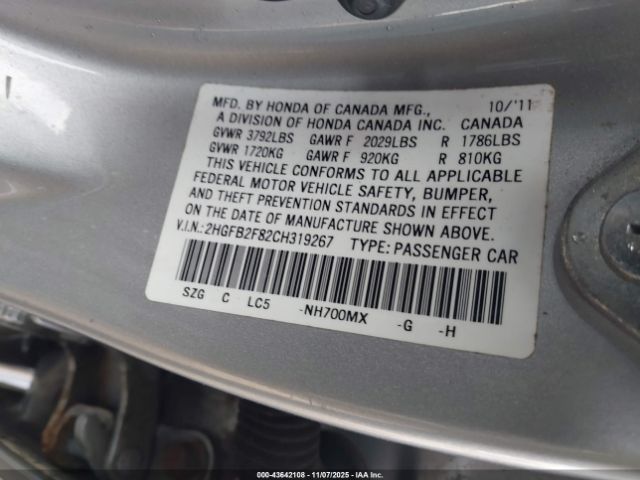 MFD. BY HONDA OF CANADA MFG., 10/'11
A DIVISION OF HONDA CANADA INC. CANADA
GVWR 3792LBS GAWR F 2029LBS R 1786LBS
GVWR 1720KG GAWR F 920KG R 810KG
THIS VEHICLE CONFORMS TO ALL APPLICABLE
FEDERAL MOTOR VEHICLE SAFETY, BUMPER,
AND THEFT PREVENTION STANDARDS IN EFFECT
ON THE DATE OF MANUFACTURE SHOWN ABOVE.
V.I.N.:2HGFB2F82CH319267 TYPE: PASSENGER CAR
SZG C LC5 -NH700MX -G -H
00-43642108 - 11/07/2025 - IAA Inc.